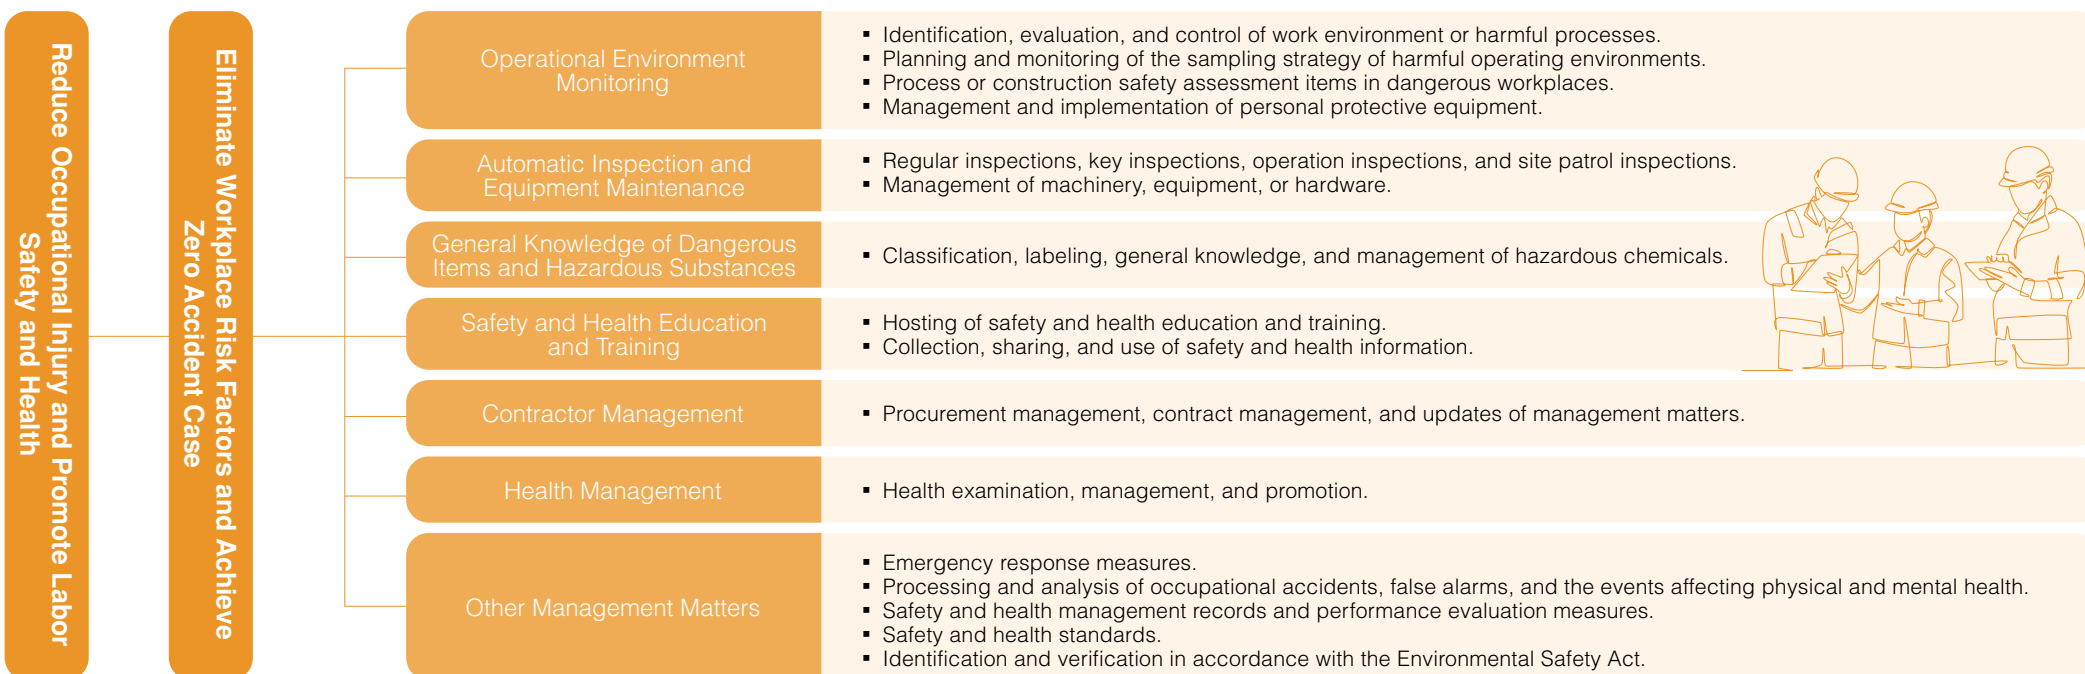 Reduce Occupational Injury and Promote Labor
Safety and Health
Eliminate Workplace Risk Factors and Achieve
Zero Accident Case
Operational Environment
Monitoring
▪ Identification, evaluation, and control of work environment or harmful processes.
▪ Planning and monitoring of the sampling strategy of harmful operating environments.
▪ Process or construction safety assessment items in dangerous workplaces.
▪ Management and implementation of personal protective equipment.
Automatic Inspection and
Equipment Maintenance
▪ Regular inspections, key inspections, operation inspections, and site patrol inspections.
▪ Management of machinery, equipment, or hardware.
General Knowledge of Dangerous
Items and Hazardous Substances
▪ Classification, labeling, general knowledge, and management of hazardous chemicals.
Safety and Health Education
and Training
▪ Hosting of safety and health education and training.
▪ Collection, sharing, and use of safety and health information.
Contractor Management
▪ Procurement management, contract management, and updates of management matters.
Health Management
▪ Health examination, management, and promotion.
Other Management Matters
▪ Emergency response measures.
▪ Processing and analysis of occupational accidents, false alarms, and the events affecting physical and mental health.
▪ Safety and health management records and performance evaluation measures.
▪ Safety and health standards.
▪ Identification and verification in accordance with the Environmental Safety Act.